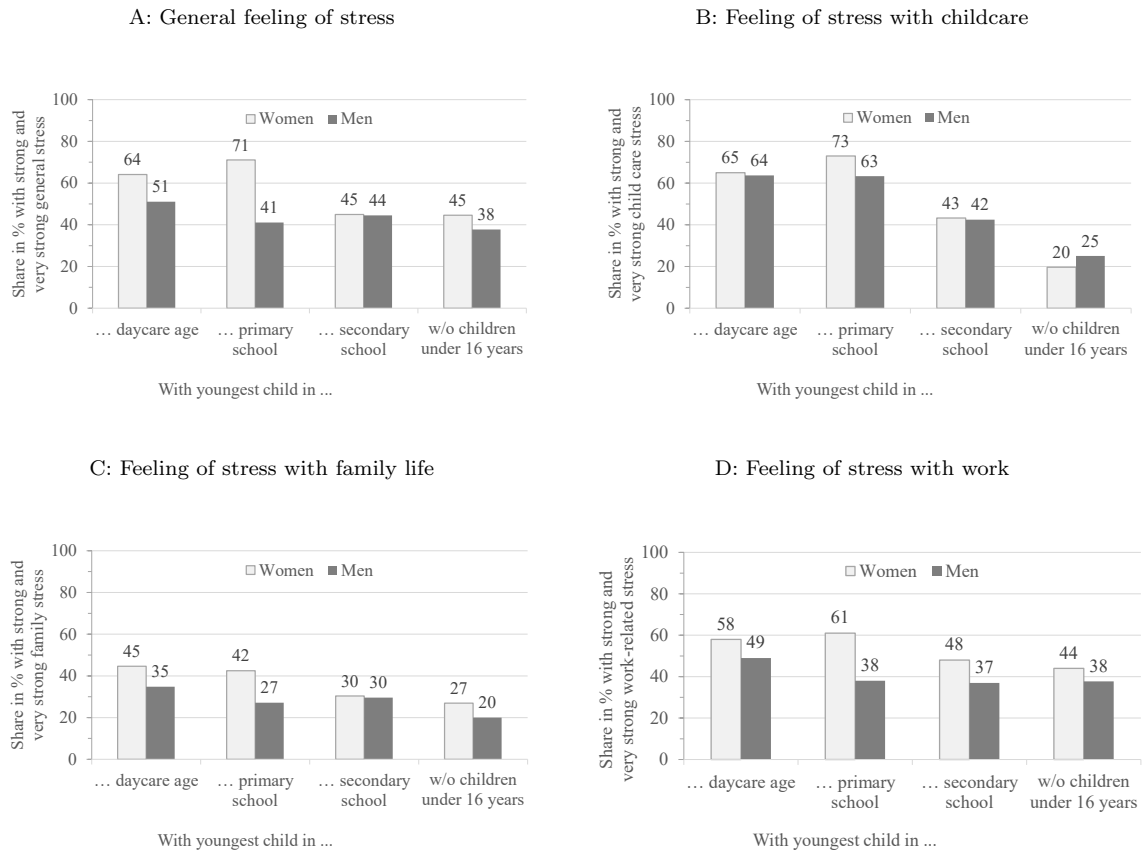 A: General feeling of stress
Share in % with strong and
very strong general stress
100
80
60
40
20
0
Women Men
64
51
71
41
45
44
45
38
… daycare age
… primary
school
… secondary
school
w/o children
under 16 years
With youngest child in ...
B: Feeling of stress with childcare
Share in % with strong and
very strong child care stress
100
80
60
40
20
0
Women Men
65
64
73
63
43
42
20
25
… daycare age
… primary
school
… secondary
school
w/o children
under 16 years
With youngest child in ...
C: Feeling of stress with family life
Share in % with strong and
very strong family stress
100
80
60
40
20
0
Women Men
45
35
42
27
30
30
27
20
… daycare age
… primary
school
… secondary
school
w/o children
under 16 years
With youngest child in ...
D: Feeling of stress with work
Share in % with strong and
very strong work-related stress
100
80
60
40
20
0
Women Men
58
49
61
38
48
37
44
38
… daycare age
… primary
school
… secondary
school
w/o children
under 16 years
With youngest child in ...